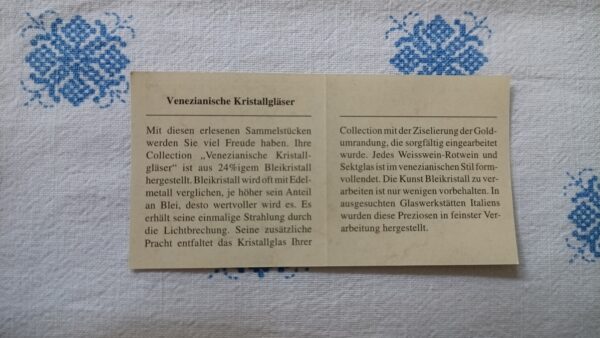 Venezianische Kristallgläser
Mit diesen erlesenen Sammelstücken
werden Sie viel Freude haben. Ihre
Collection „Venezianische Kristall-
gläser" ist aus 24%igem Bleikristall
hergestellt. Bleikristall wird oft mit Edel-
metall verglichen, je höher sein Anteil
an Blei, desto wertvoller wird es. Es
erhält seine einmalige Strahlung durch
die Lichtbrechung. Seine zusätzliche
Pracht entfaltet das Kristallglas Ihrer
Collection mit der Ziselierung der Gold-
umrandung, die sorgfältig eingearbeitet
wurde. Jedes Weisswein-Rotwein und
Sektglas ist im venezianischen Stil form-
vollendet. Die Kunst Bleikristall zu ver-
arbeiten ist nur wenigen vorbehalten. In
ausgesuchten Glaswerkstätten Italiens
wurden diese Preziosen in feinster Ver-
arbeitung hergestellt.